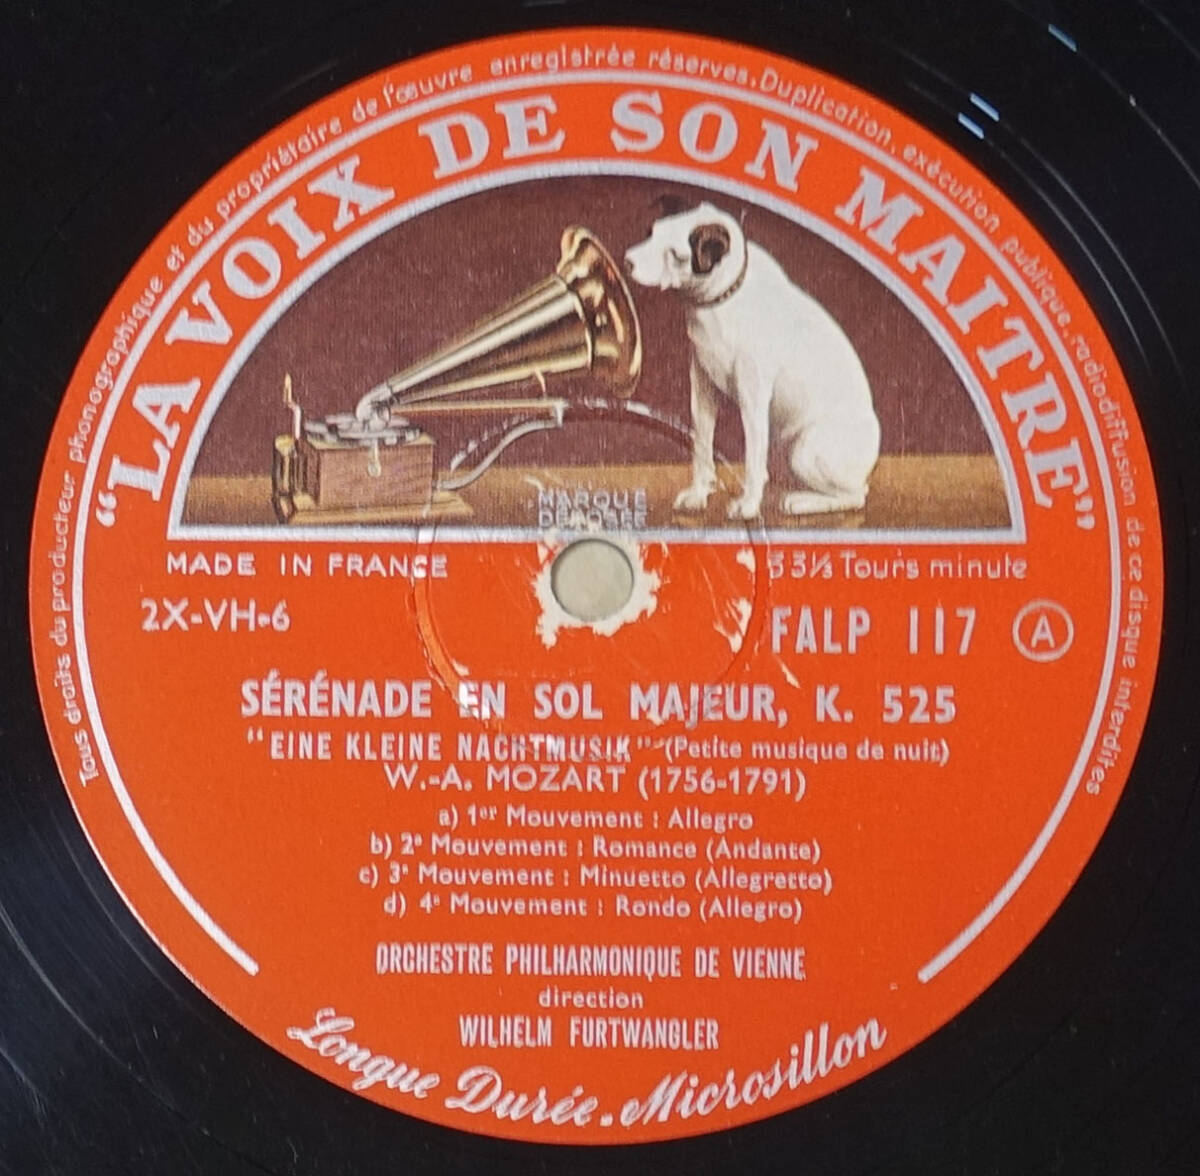 Tous droits du producteur phonographique et du propriétaire de l'œuvre enregistrée réservés. Duplication, exécution publique, radiodiffusion de ce disque interdites
"LA VOIX DE SON MAITRE"
MARQUE
DEPOSÉE
MADE IN FRANCE
33⅓ Tours minute
2X-VH-6
FALP 117 A
SÉRÉNADE EN SOL MAJEUR, K. 525
"EINE KLEINE NACHTMUSIK" (Petite musique de nuit)
W.-A. MOZART (1756-1791)
a) 1er Mouvement : Allegro
b) 2e Mouvement : Romance (Andante)
c) 3e Mouvement : Minuetto (Allegretto)
d) 4e Mouvement : Rondo (Allegro)
ORCHESTRE PHILHARMONIQUE DE VIENNE
direction
WILHELM FURTWANGLER
Longue Durée. Microsillon